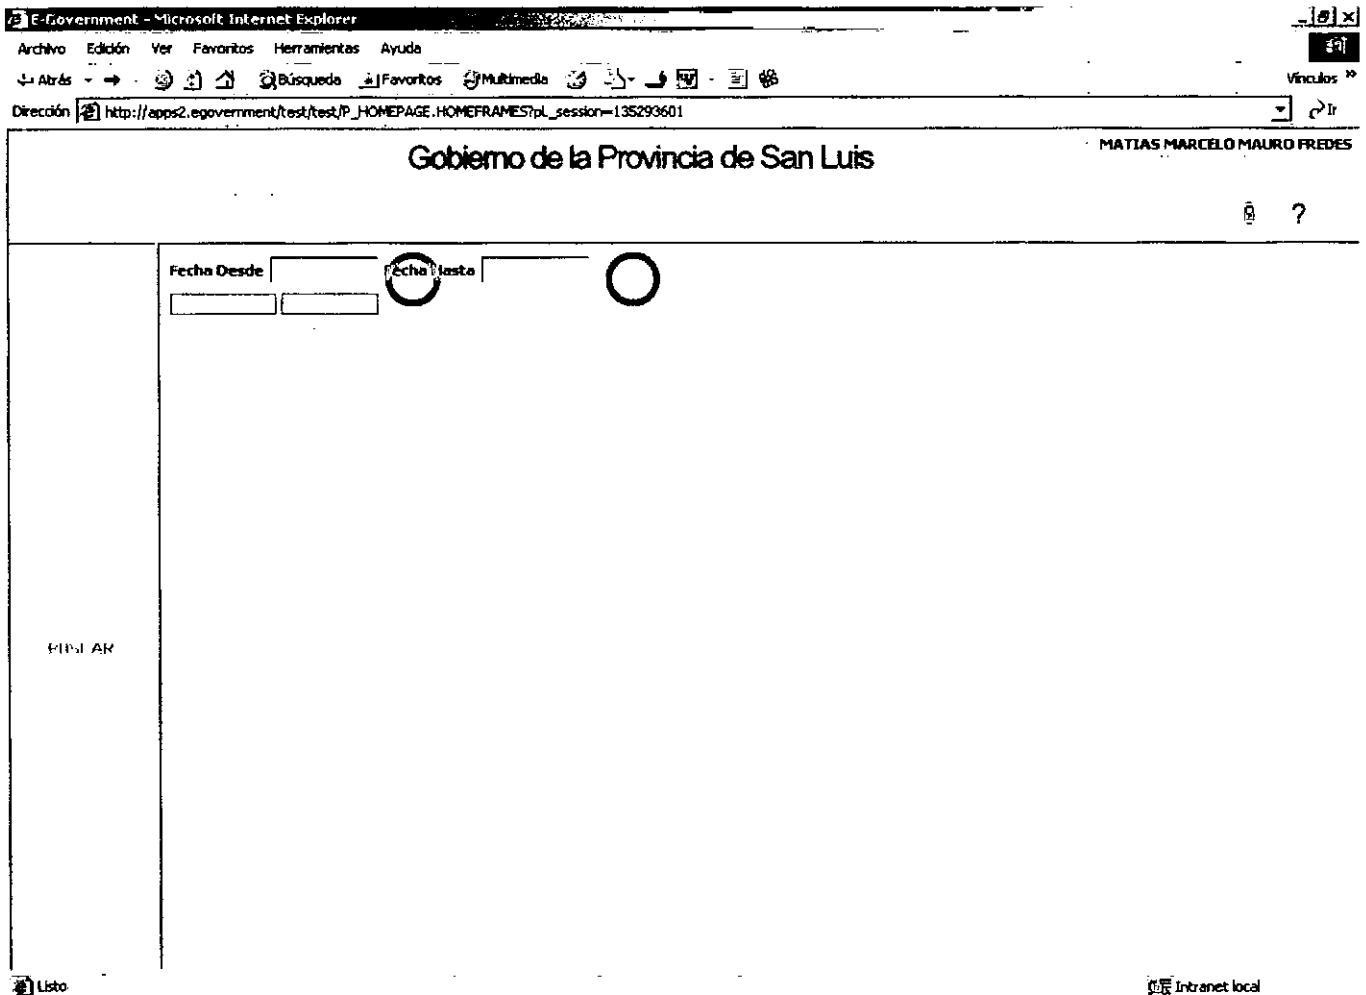 E-Government - Microsoft Internet Explorer
Archivo Edición Ver Favoritos Herramientas Ayuda
Atrás Búsqueda Favoritos Multimedia Vínculos »
Dirección http://apps2.egovernment/test/test/P_HOMEPAGE.HOMEFRAMES?pL_session=135293601 Ir
Gobierno de la Provincia de San Luis
MATIAS MARCELO MAURO FREDES
?
Fecha Desde Fecha Hasta
Listo Intranet local